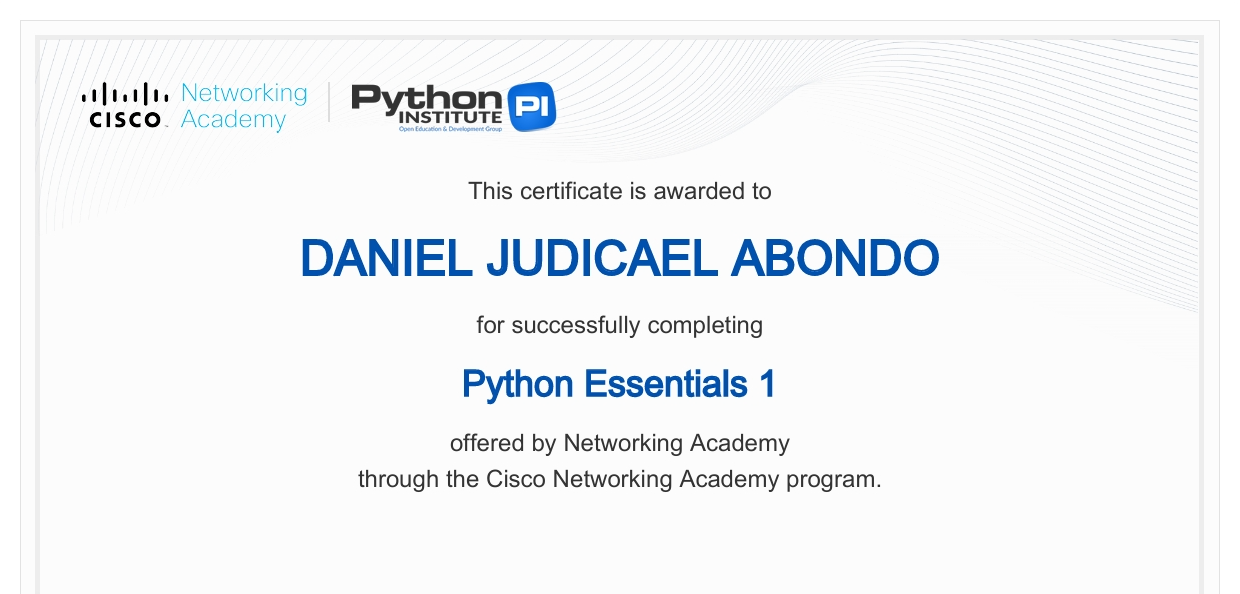 CISCO Networking Academy
Python INSTITUTE PI
Open Education & Development Group
This certificate is awarded to
DANIEL JUDICAEL ABONDO
for successfully completing
Python Essentials 1
offered by Networking Academy
through the Cisco Networking Academy program.